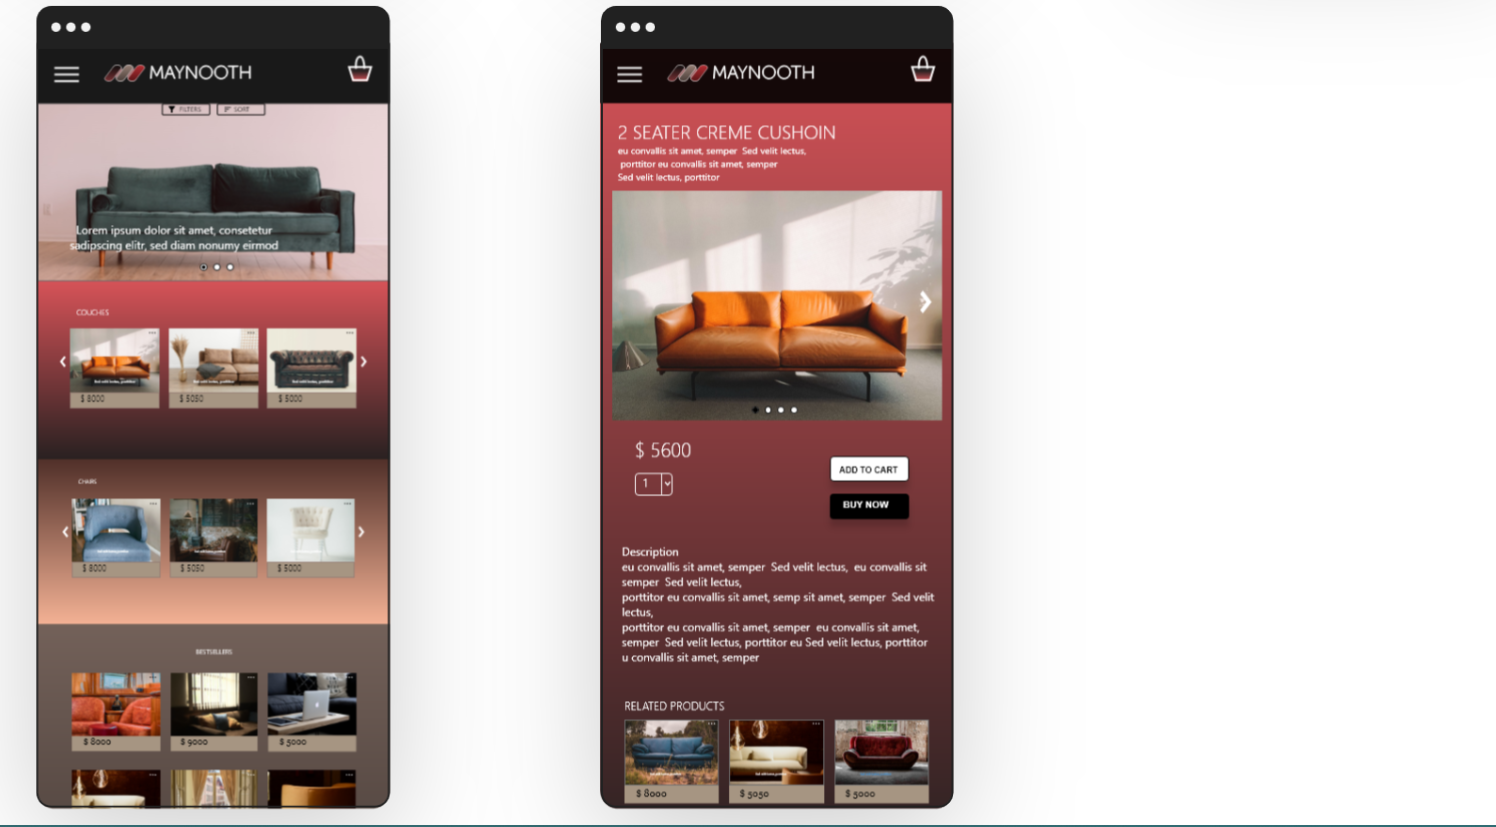 MAYNOOTH
FILTERS SORT
Lorem ipsum dolor sit amet, consetetur
sadipscing elitr, sed diam nonumy eirmod
COUCHES
$ 8000 $ 5050 $ 5000
CHAIRS
$ 8000 $ 5050 $ 5000
BESTSELLERS
$ 8000 $ 9000 $ 5000
MAYNOOTH
2 SEATER CREME CUSHOIN
eu convallis sit amet, semper Sed velit lectus,
porttitor eu convallis sit amet, semper
Sed velit lectus, porttitor
$ 5600
1
ADD TO CART
BUY NOW
Description
eu convallis sit amet, semper Sed velit lectus, eu convallis sit
semper Sed velit lectus,
porttitor eu convallis sit amet, semp sit amet, semper Sed velit
lectus,
porttitor eu convallis sit amet, semper eu convallis sit amet,
semper Sed velit lectus, porttitor eu Sed velit lectus, porttitor
u convallis sit amet, semper
RELATED PRODUCTS
$ 8000 $ 5050 $ 5000